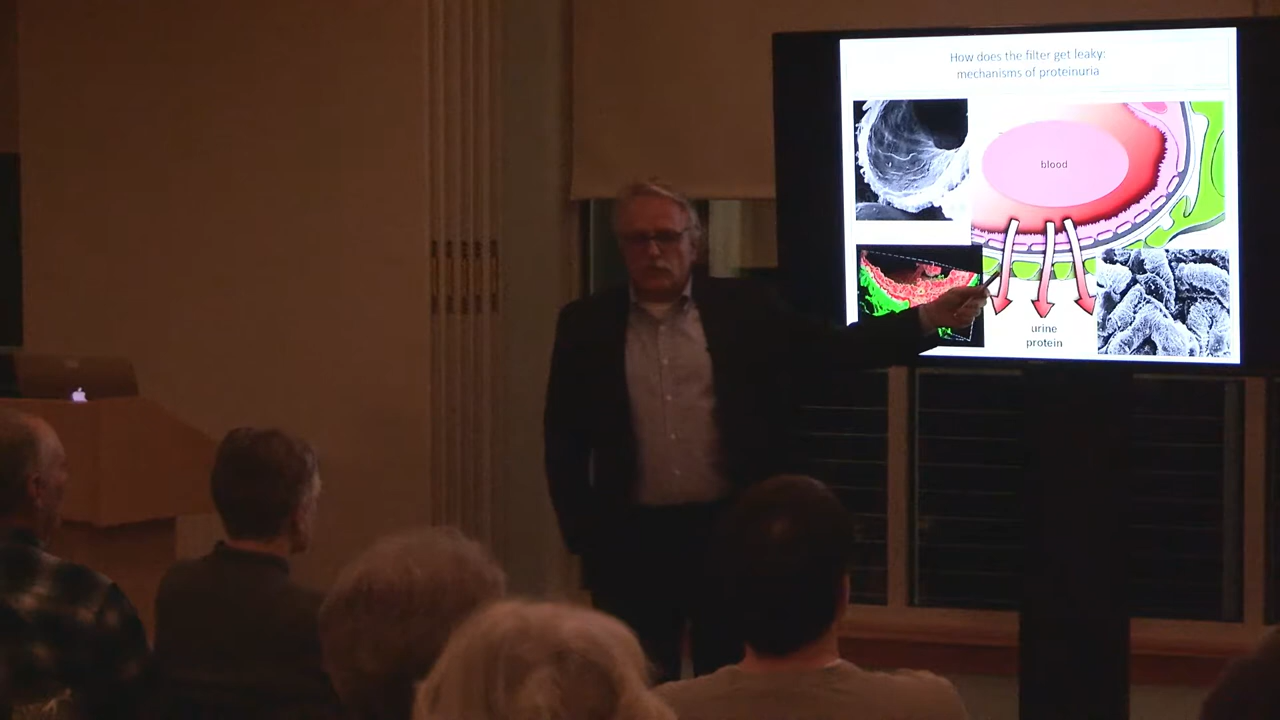 How does the filter get leaky:
mechanisms of proteinuria
blood
urine
protein